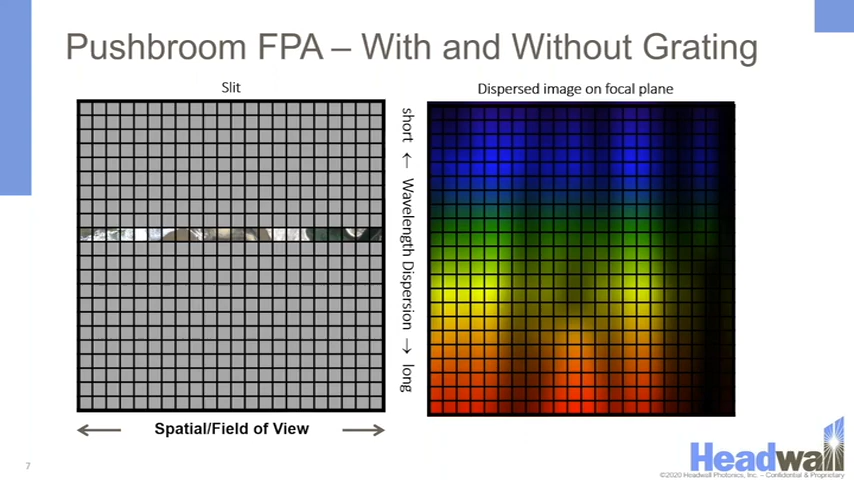 Pushbroom FPA – With and Without Grating
Slit
Dispersed image on focal plane
short ← Wavelength Dispersion → long
Spatial/Field of View
7
Headwall
©2020 Headwall Photonics, Inc. – Confidential & Proprietary